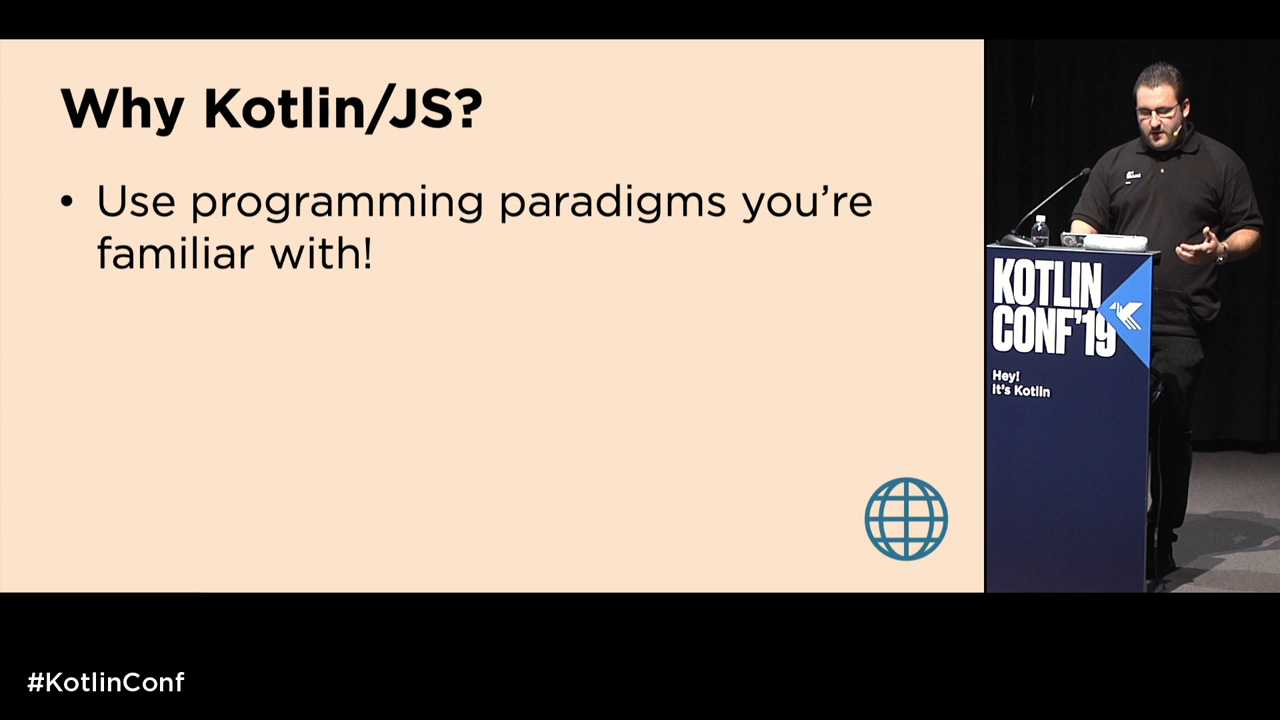 Why Kotlin/JS?
• Use programming paradigms you're
familiar with!
KOTLIN
CONF'19
Hey!
It's Kotlin
#KotlinConf